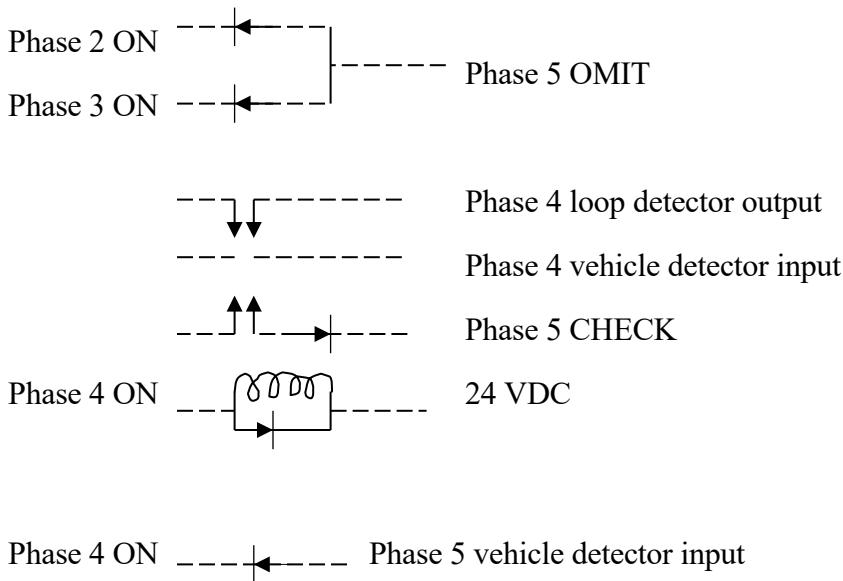 Phase 2 ON
Phase 5 OMIT
Phase 3 ON
Phase 4 loop detector output
Phase 4 vehicle detector input
Phase 5 CHECK
Phase 4 ON 24 VDC
Phase 4 ON Phase 5 vehicle detector input